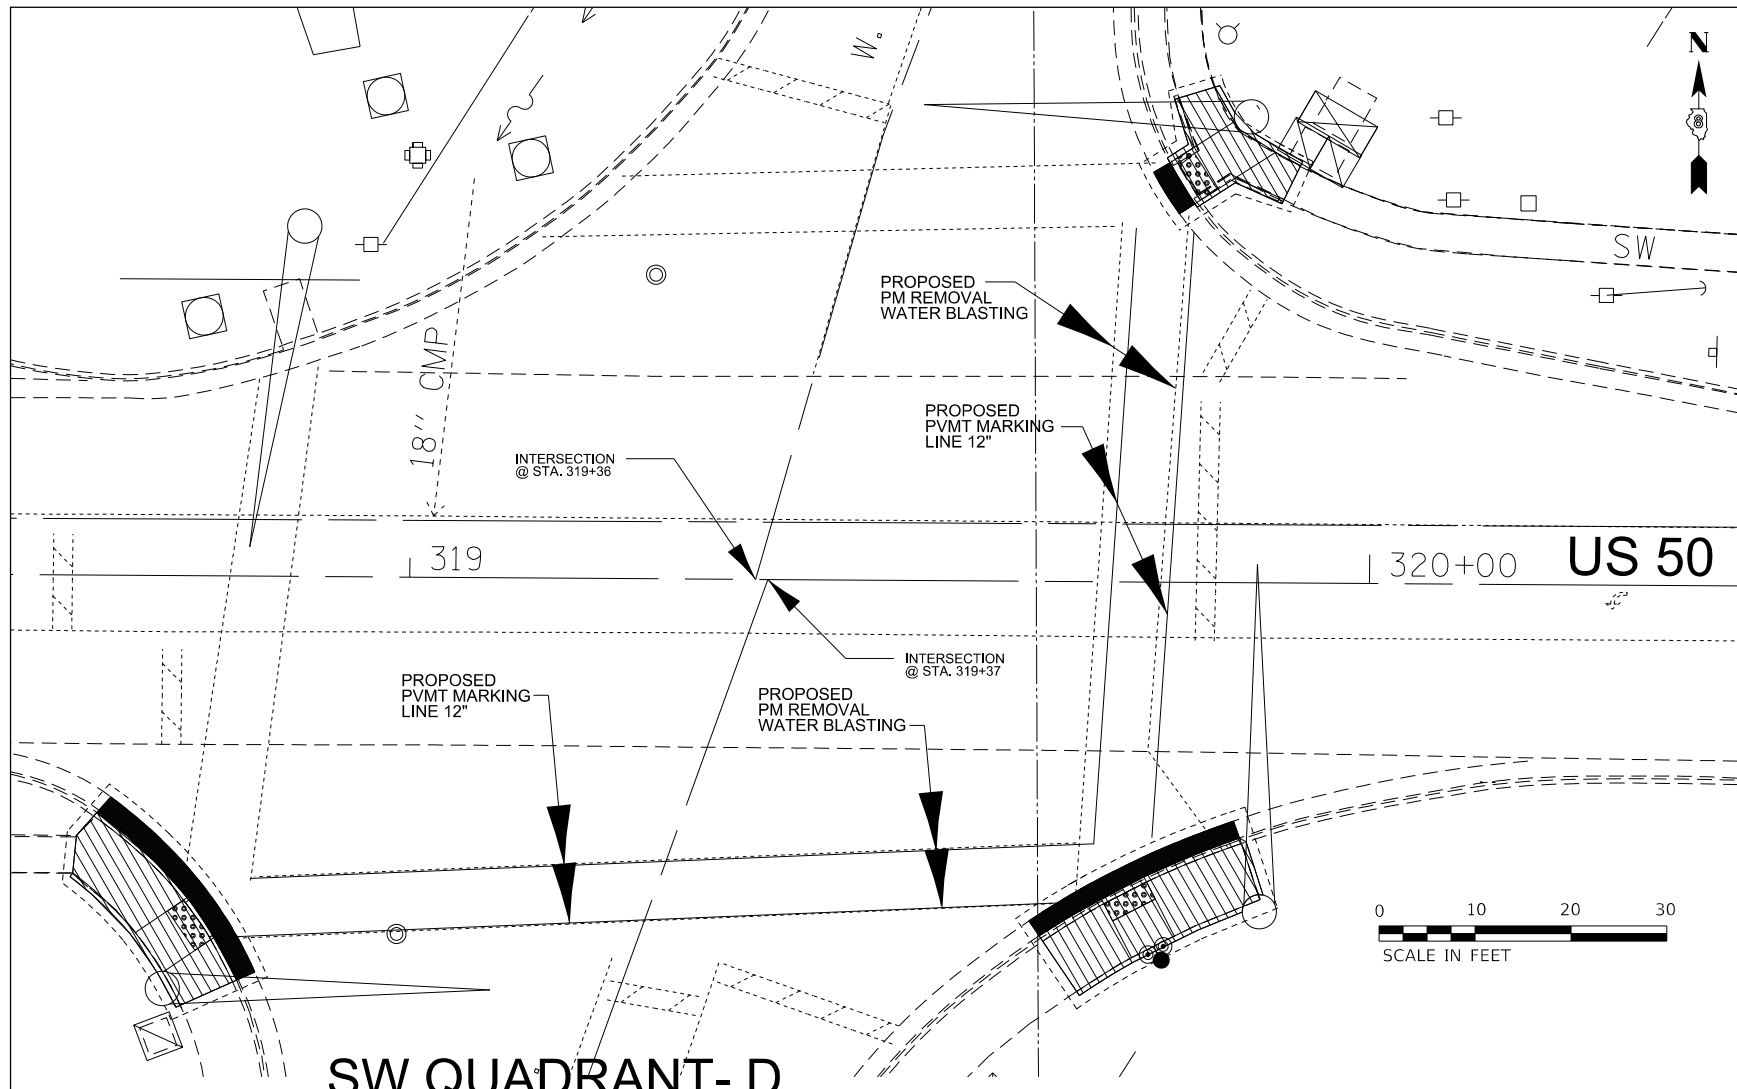 W.
N
8
SW
PROPOSED
PM REMOVAL
WATER BLASTING
18" CMP
PROPOSED
PVMT MARKING
LINE 12"
INTERSECTION
@ STA. 319+36
319
320+00
US 50
INTERSECTION
@ STA. 319+37
PROPOSED
PVMT MARKING
LINE 12"
PROPOSED
PM REMOVAL
WATER BLASTING
0 10 20 30
SCALE IN FEET
SW QUADRANT- D